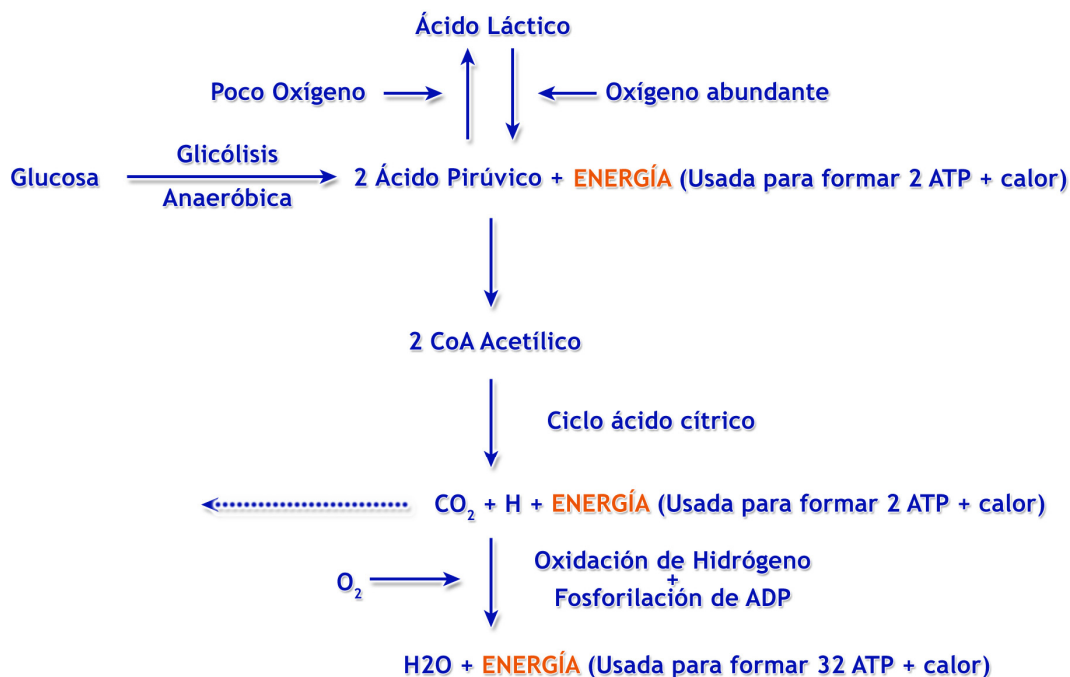 Ácido Láctico
Poco Oxígeno
Oxígeno abundante
Glucosa
Glicólisis
Anaeróbica
2 Ácido Pirúvico + ENERGÍA (Usada para formar 2 ATP + calor)
2 CoA Acetílico
Ciclo ácido cítrico
CO₂ + H + ENERGÍA (Usada para formar 2 ATP + calor)
O₂
Oxidación de Hidrógeno
+
Fosforilación de ADP
H2O + ENERGÍA (Usada para formar 32 ATP + calor)